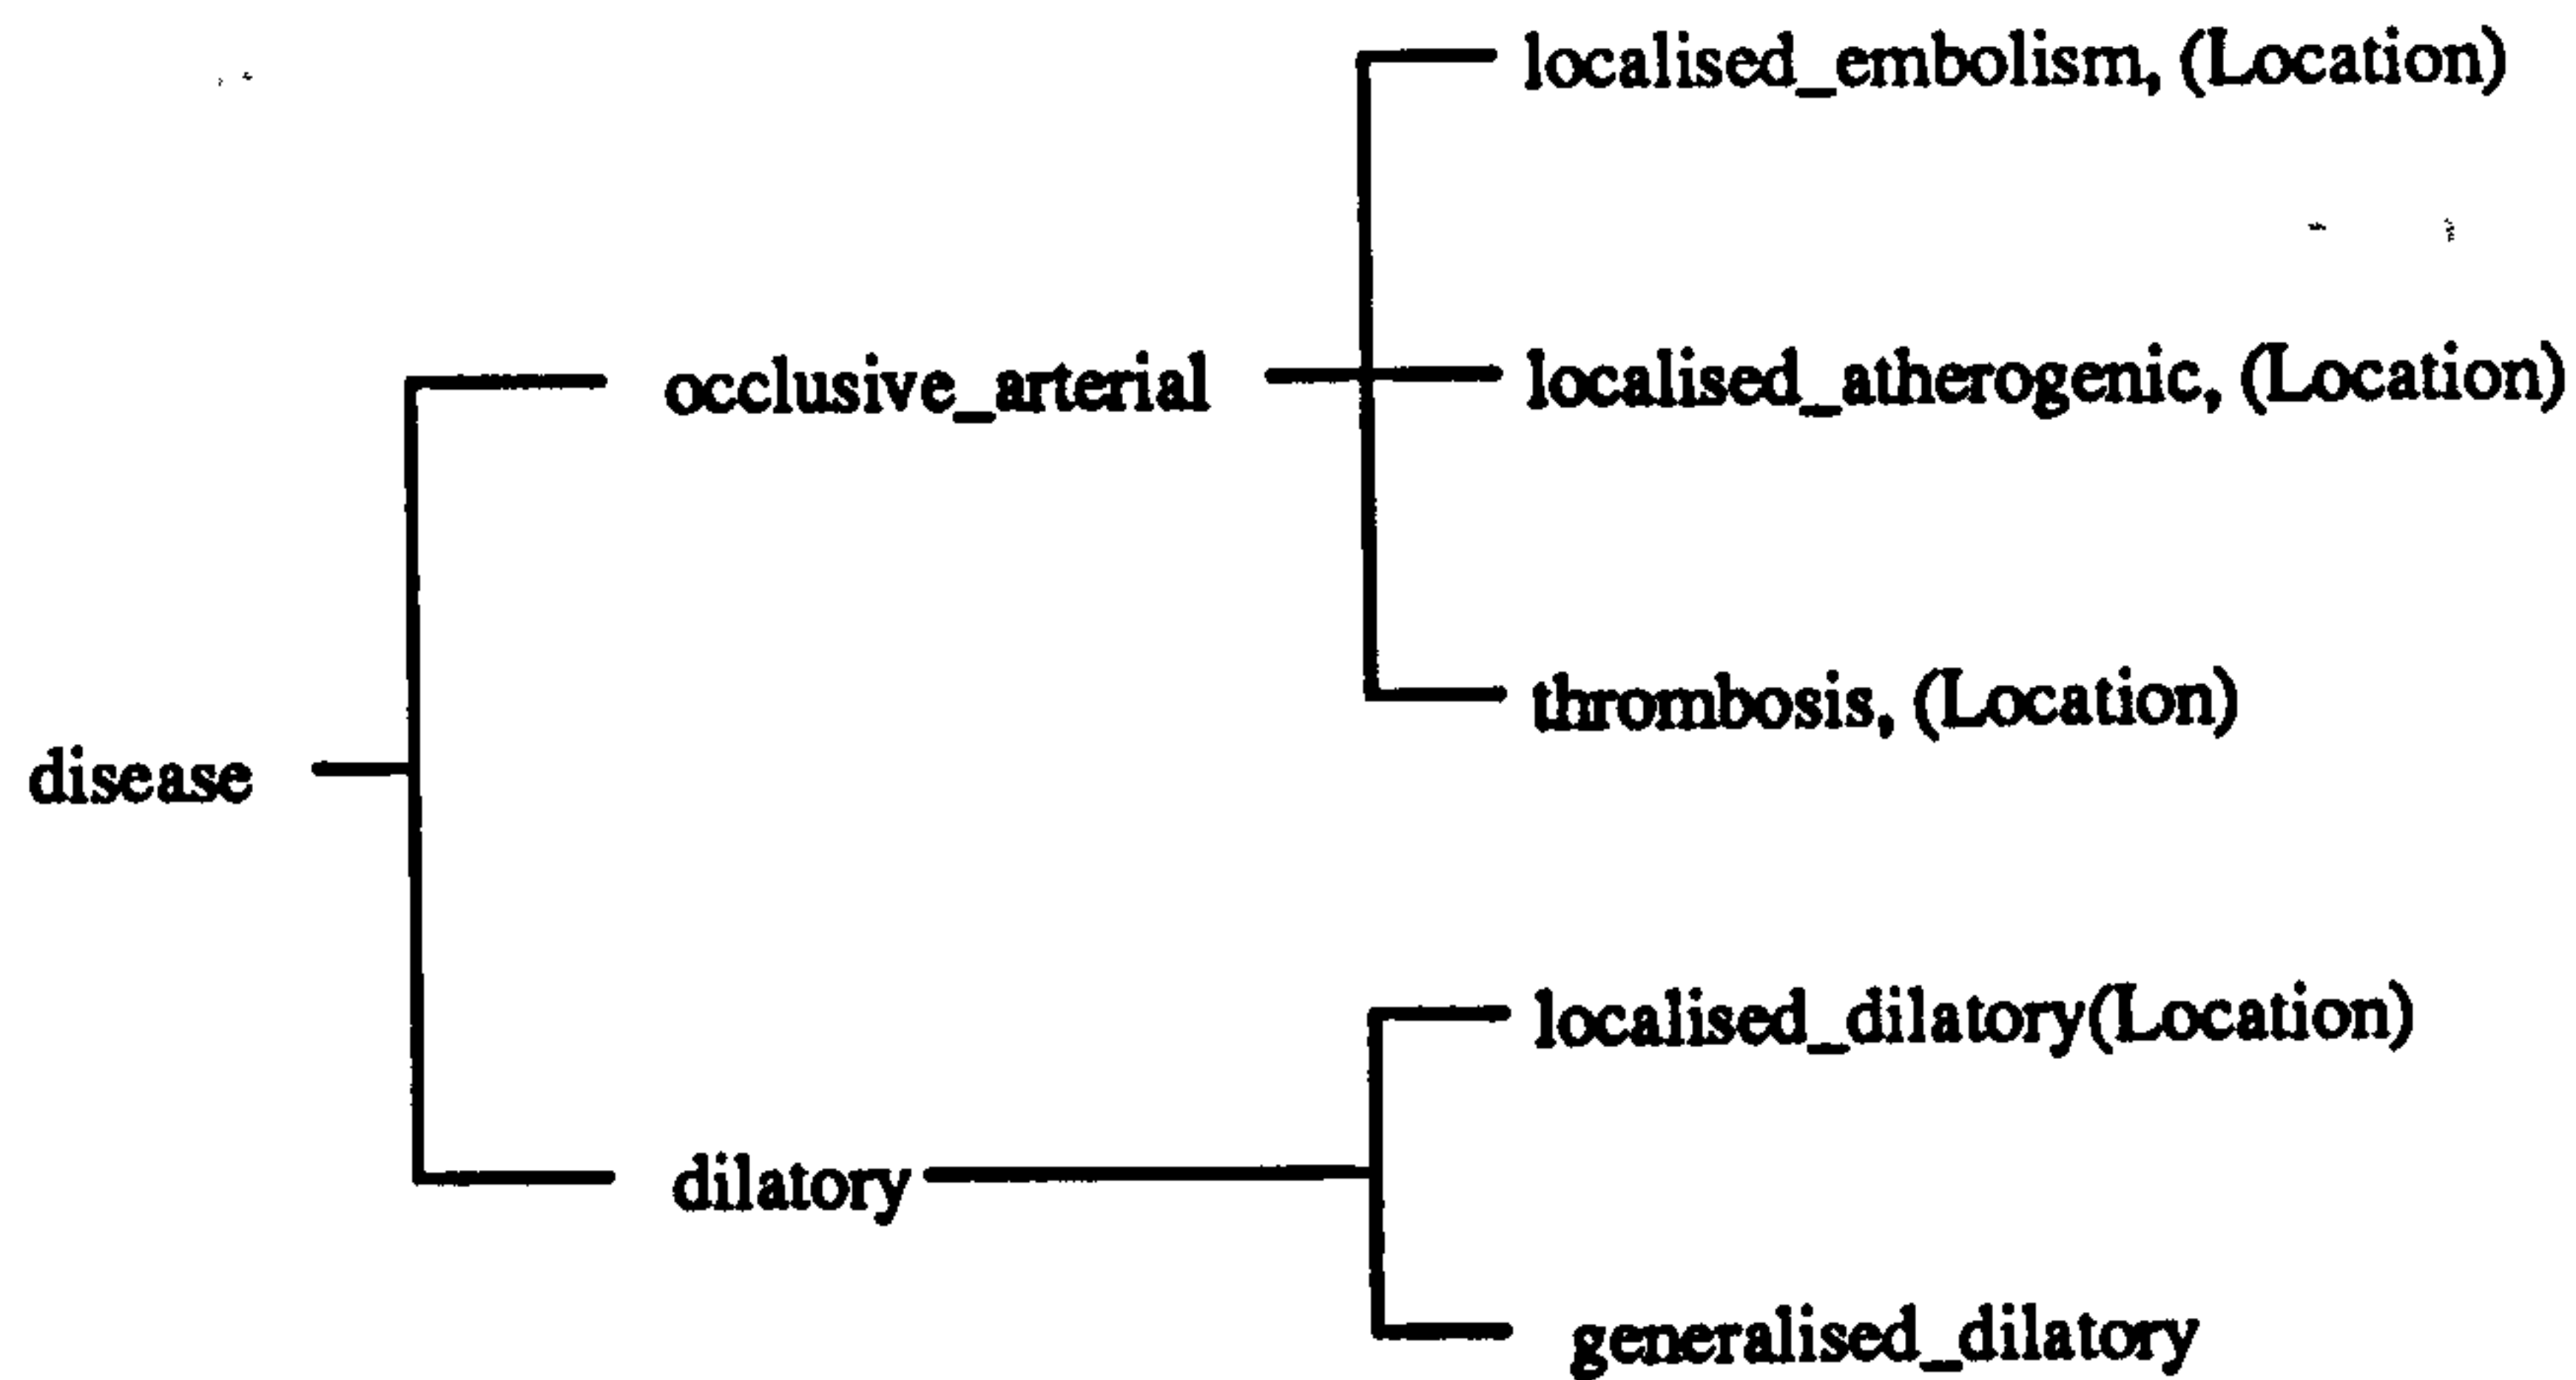 localised_embolism, (Location)
occlusive_arterial
localised_atherogenic, (Location)
thrombosis, (Location)
disease
localised_dilatory(Location)
dilatory
generalised_dilatory